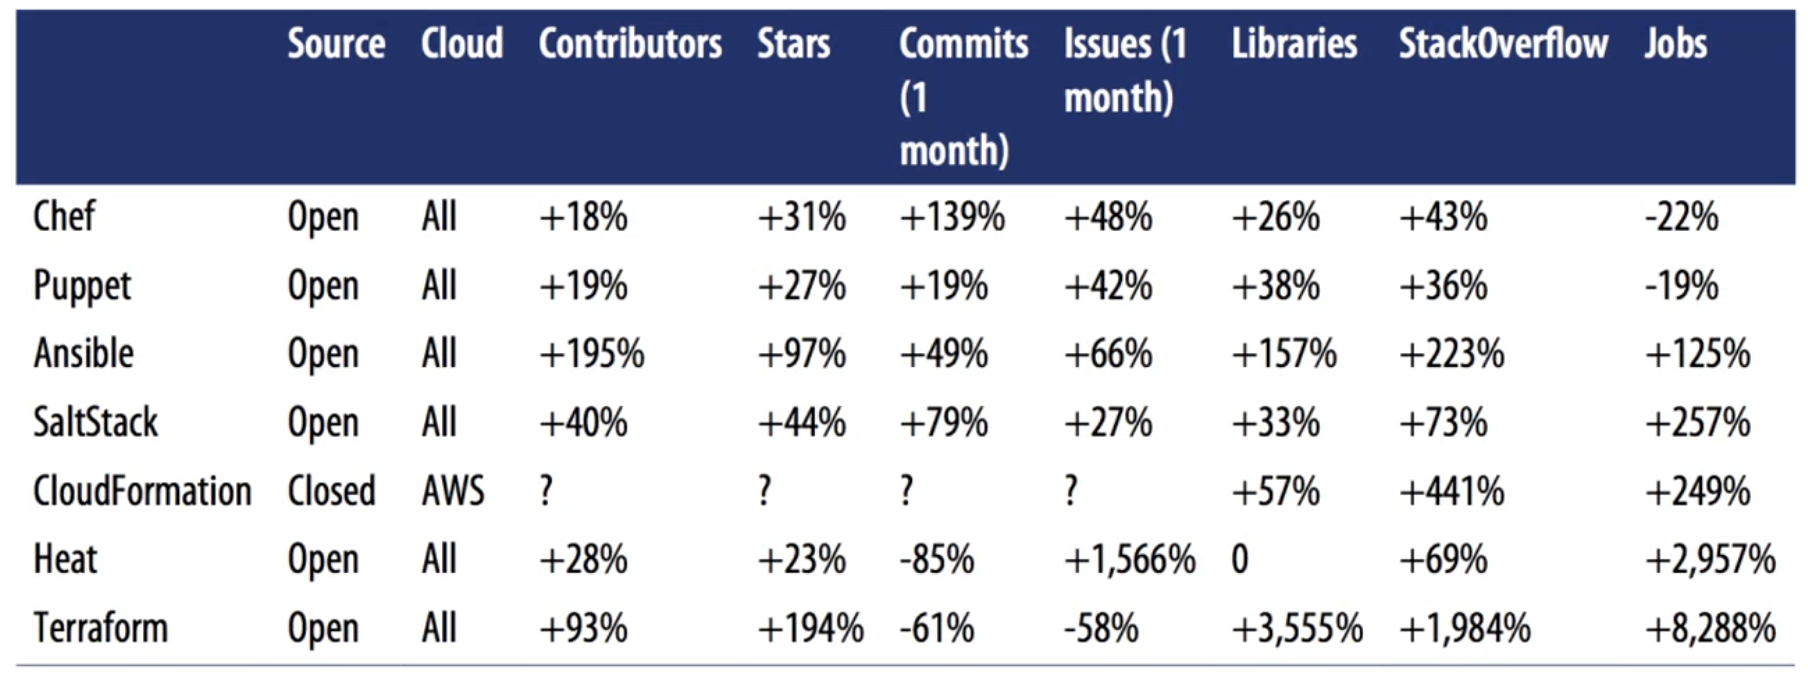 Source Cloud Contributors Stars Commits (1 month) Issues (1 month) Libraries StackOverflow Jobs
Chef Open All +18% +31% +139% +48% +26% +43% -22%
Puppet Open All +19% +27% +19% +42% +38% +36% -19%
Ansible Open All +195% +97% +49% +66% +157% +223% +125%
SaltStack Open All +40% +44% +79% +27% +33% +73% +257%
CloudFormation Closed AWS ? ? ? ? +57% +441% +249%
Heat Open All +28% +23% -85% +1,566% 0 +69% +2,957%
Terraform Open All +93% +194% -61% -58% +3,555% +1,984% +8,288%